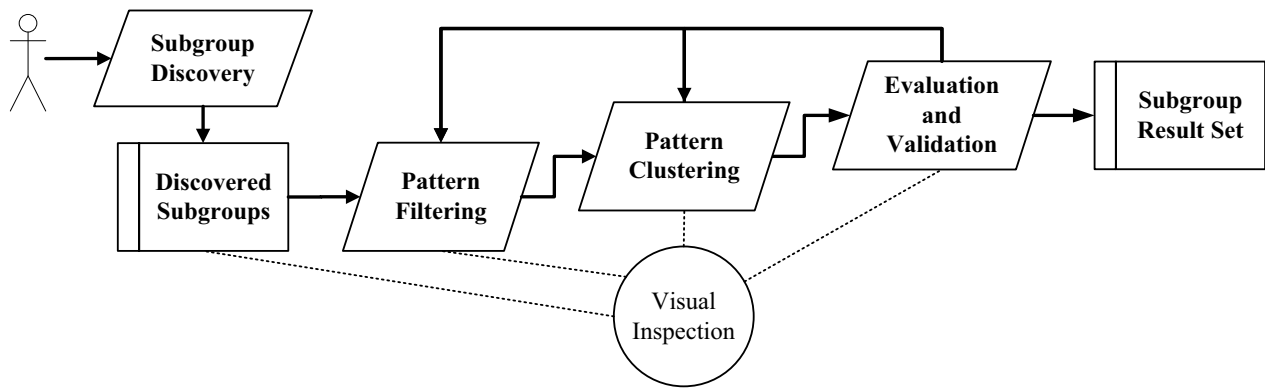 Subgroup
Discovery
Discovered
Subgroups
Pattern
Filtering
Pattern
Clustering
Evaluation
and
Validation
Subgroup
Result Set
Visual
Inspection